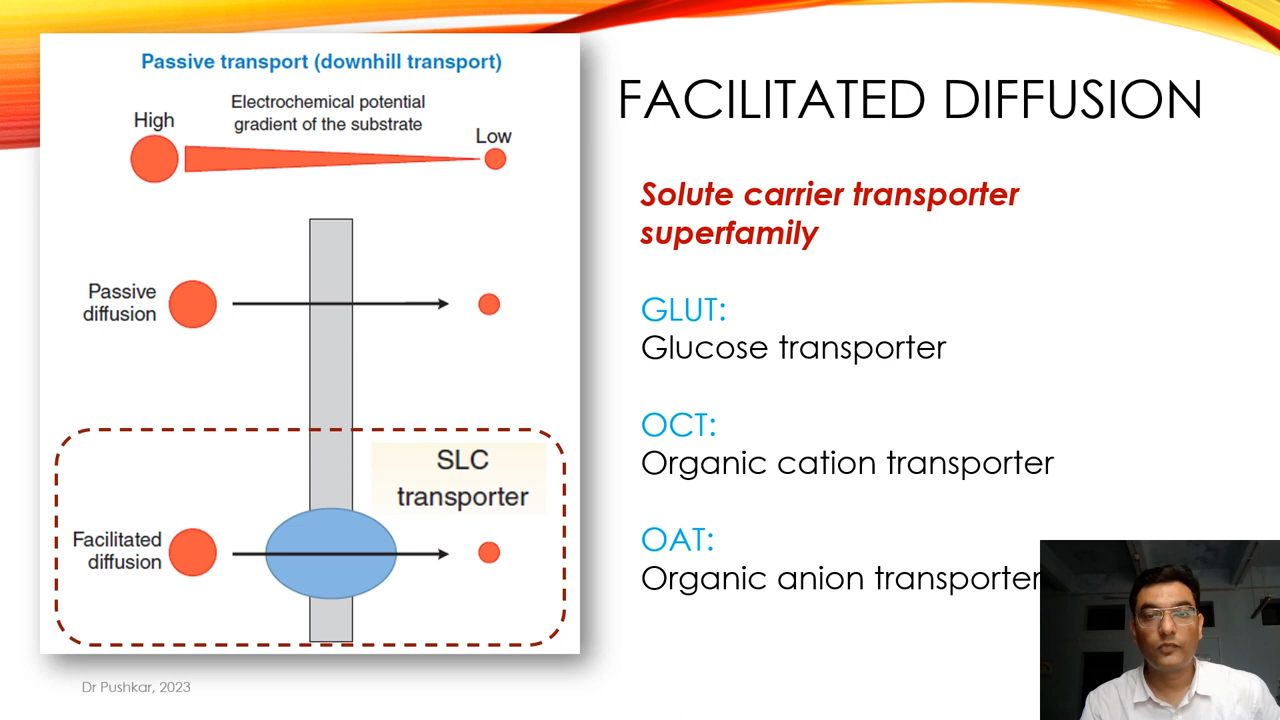 Passive transport (downhill transport)
Electrochemical potential
gradient of the substrate
High
Low
Passive
diffusion
SLC
transporter
Facilitated
diffusion
FACILITATED DIFFUSION
Solute carrier transporter
superfamily
GLUT:
Glucose transporter
OCT:
Organic cation transporter
OAT:
Organic anion transporter
Dr Pushkar, 2023